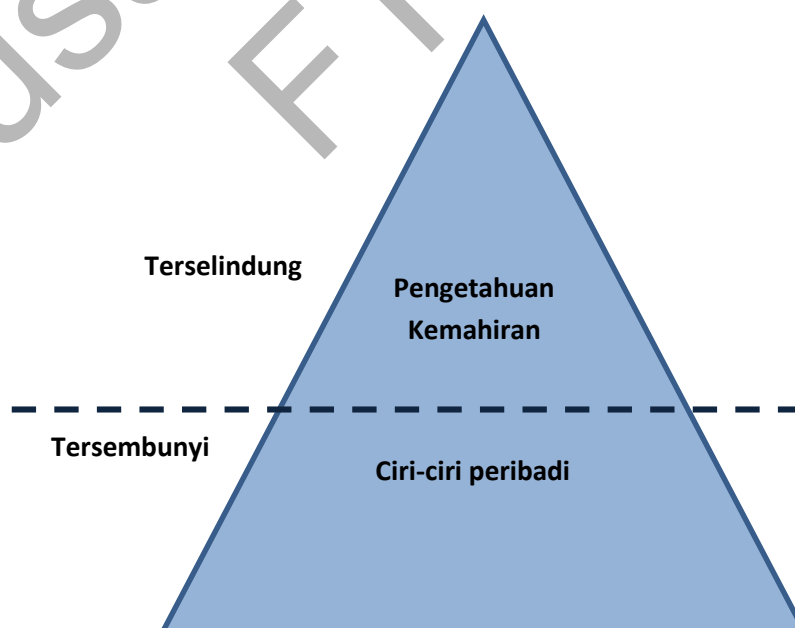 Terselindung
Pengetahuan
Kemahiran
Tersembunyi
Ciri-ciri peribadi